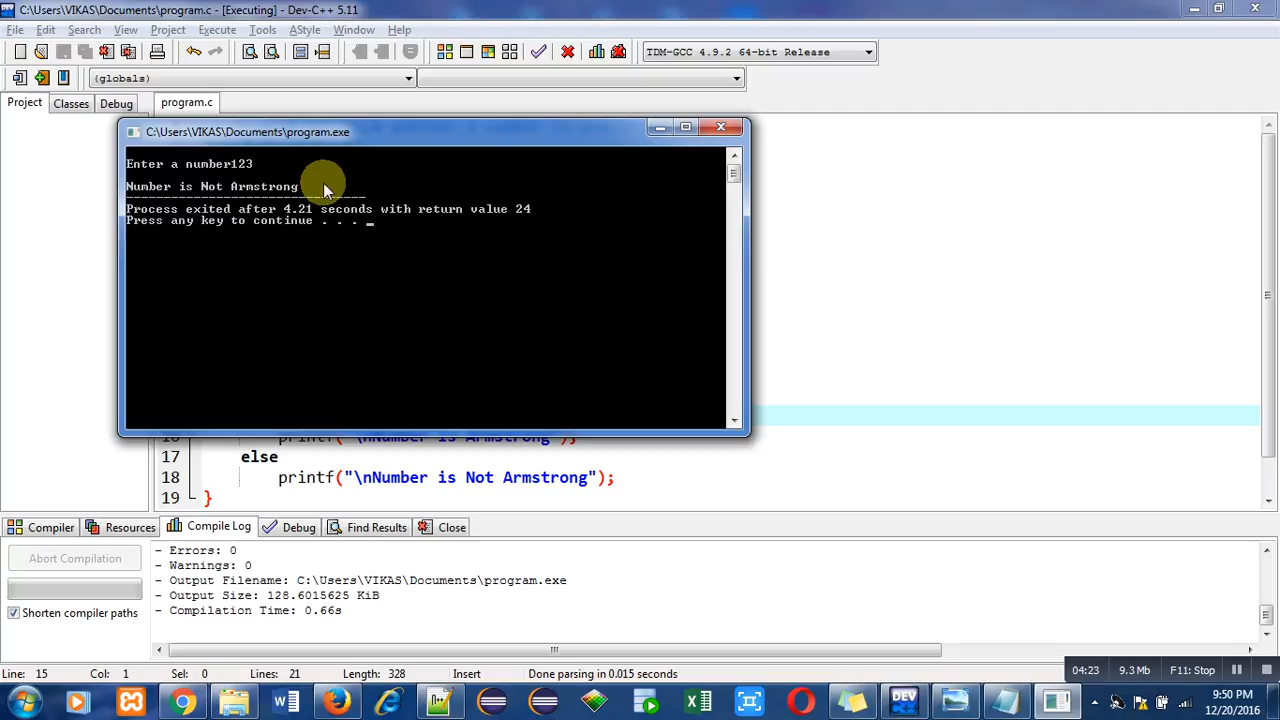 C:\Users\VIKAS\Documents\program.c - [Executing] - Dev-C++ 5.11
File Edit Search View Project Execute Tools AStyle Window Help
TDM-GCC 4.9.2 64-bit Release
(globals)
Project Classes Debug program.c
C:\Users\VIKAS\Documents\program.exe
Enter a number123
Number is Not Armstrong
--------------------------------
Process exited after 4.21 seconds with return value 24
Press any key to continue . . . _
17 else
18 printf("\nNumber is Not Armstrong");
19 }
Compiler Resources Compile Log Debug Find Results Close
Abort Compilation
Shorten compiler paths
- Errors: 0
- Warnings: 0
- Output Filename: C:\Users\VIKAS\Documents\program.exe
- Output Size: 128.6015625 KiB
- Compilation Time: 0.66s
Line: 15 Col: 1 Sel: 0 Lines: 21 Length: 328 Insert Done parsing in 0.015 seconds
04:23 9.3 Mb F11: Stop
DEV
9:50 PM
12/20/2016